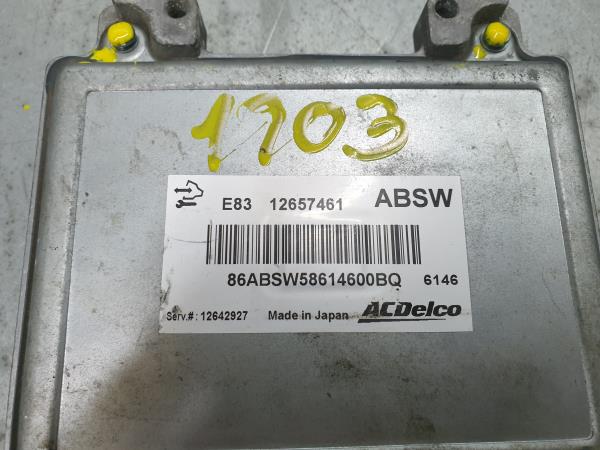 1703
E83 12657461 ABSW
86ABSW58614600BQ 6146
Serv.#: 12642927 Made in Japan ACDelco